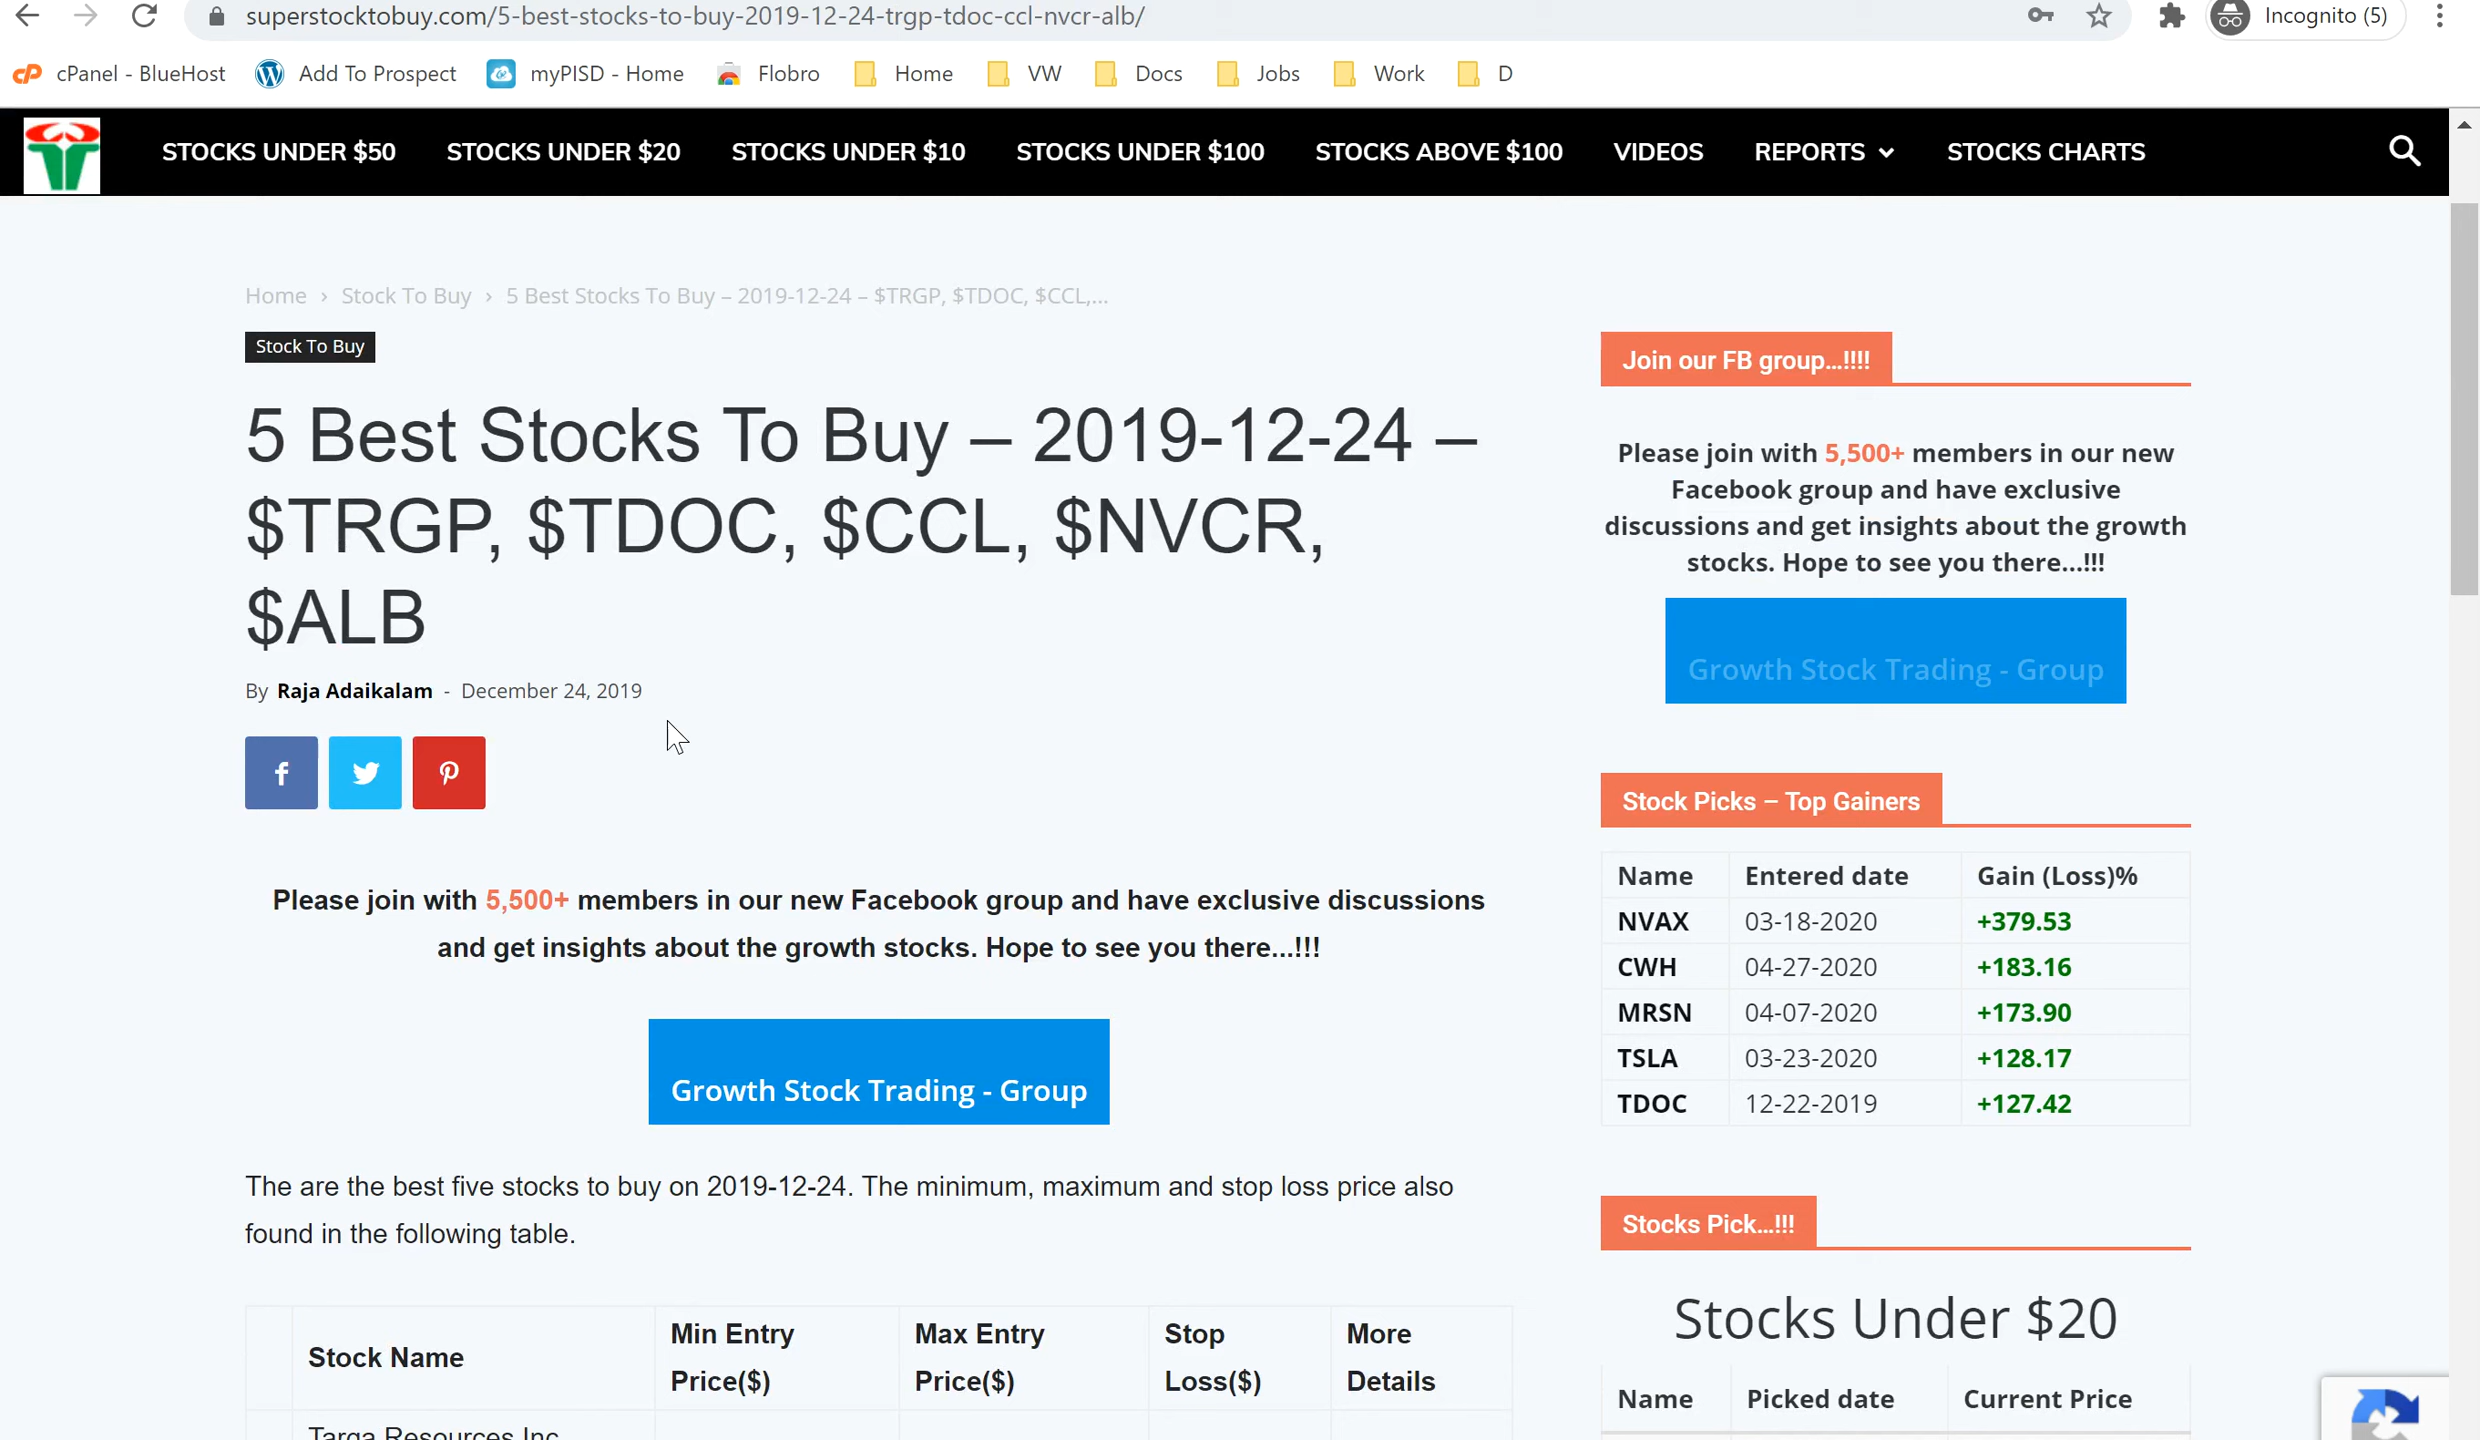 superstocktobuy.com/5-best-stocks-to-buy-2019-12-24-trgp-tdoc-ccl-nvcr-alb/
Incognito (5)
cPanel - BlueHost
Add To Prospect
myPISD - Home
Flobro
Home
VW
Docs
Jobs
Work
D
STOCKS UNDER $50
STOCKS UNDER $20
STOCKS UNDER $10
STOCKS UNDER $100
STOCKS ABOVE $100
VIDEOS
REPORTS
STOCKS CHARTS
Home › Stock To Buy › 5 Best Stocks To Buy – 2019-12-24 – $TRGP, $TDOC, $CCL,...
Stock To Buy
5 Best Stocks To Buy – 2019-12-24 –
$TRGP, $TDOC, $CCL, $NVCR,
$ALB
By Raja Adaikalam - December 24, 2019
Please join with 5,500+ members in our new Facebook group and have exclusive discussions
and get insights about the growth stocks. Hope to see you there...!!!
Growth Stock Trading - Group
The are the best five stocks to buy on 2019-12-24. The minimum, maximum and stop loss price also
found in the following table.
Stock Name
Min Entry
Price($)
Max Entry
Price($)
Stop
Loss($)
More
Details
Targa Resources Inc
Join our FB group...!!!!
Please join with 5,500+ members in our new
Facebook group and have exclusive
discussions and get insights about the growth
stocks. Hope to see you there...!!!
Growth Stock Trading - Group
Stock Picks – Top Gainers
Name Entered date Gain (Loss)%
NVAX 03-18-2020 +379.53
CWH 04-27-2020 +183.16
MRSN 04-07-2020 +173.90
TSLA 03-23-2020 +128.17
TDOC 12-22-2019 +127.42
Stocks Pick...!!!
Stocks Under $20
Name Picked date Current Price